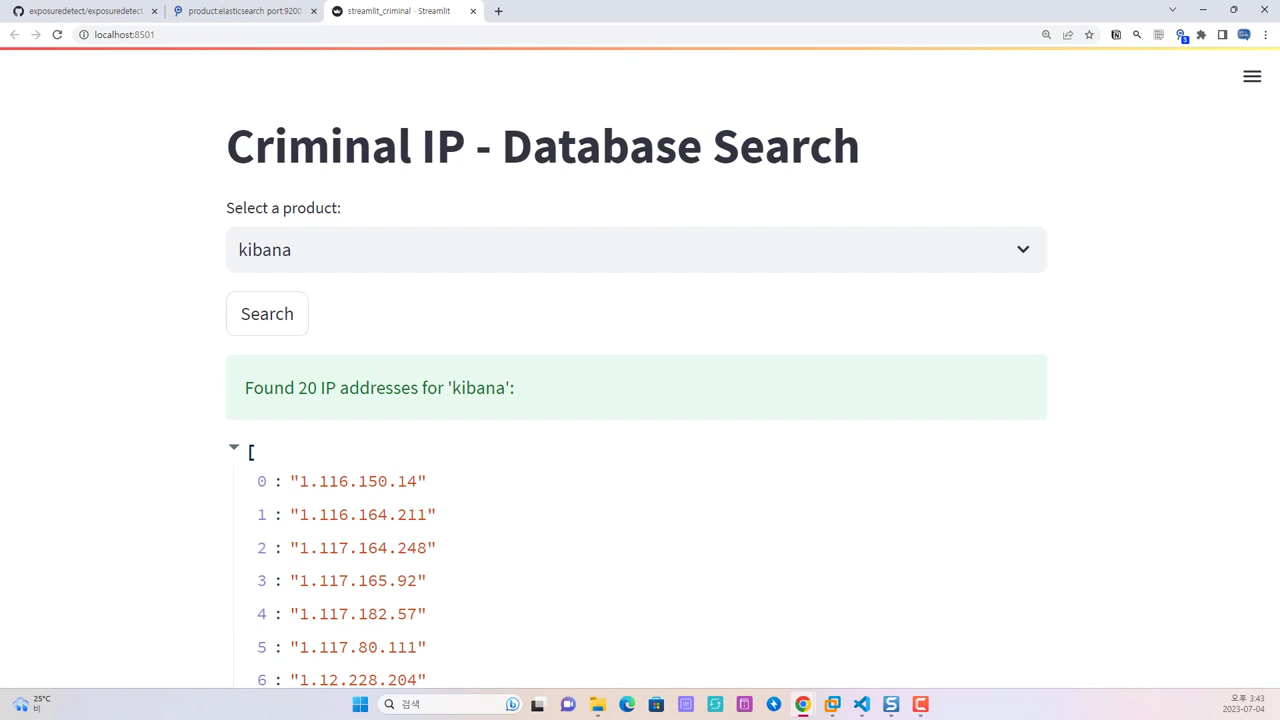 exposuredetect/exposuredetect
product:elasticsearch port:9200
streamlit_criminal · Streamlit
localhost:8501
Criminal IP - Database Search
Select a product:
kibana
Search
Found 20 IP addresses for 'kibana':
[
0 : "1.116.150.14"
1 : "1.116.164.211"
2 : "1.117.164.248"
3 : "1.117.165.92"
4 : "1.117.182.57"
5 : "1.117.80.111"
6 : "1.12.228.204"
25°C
비
검색
오후 3:43
2023-07-04